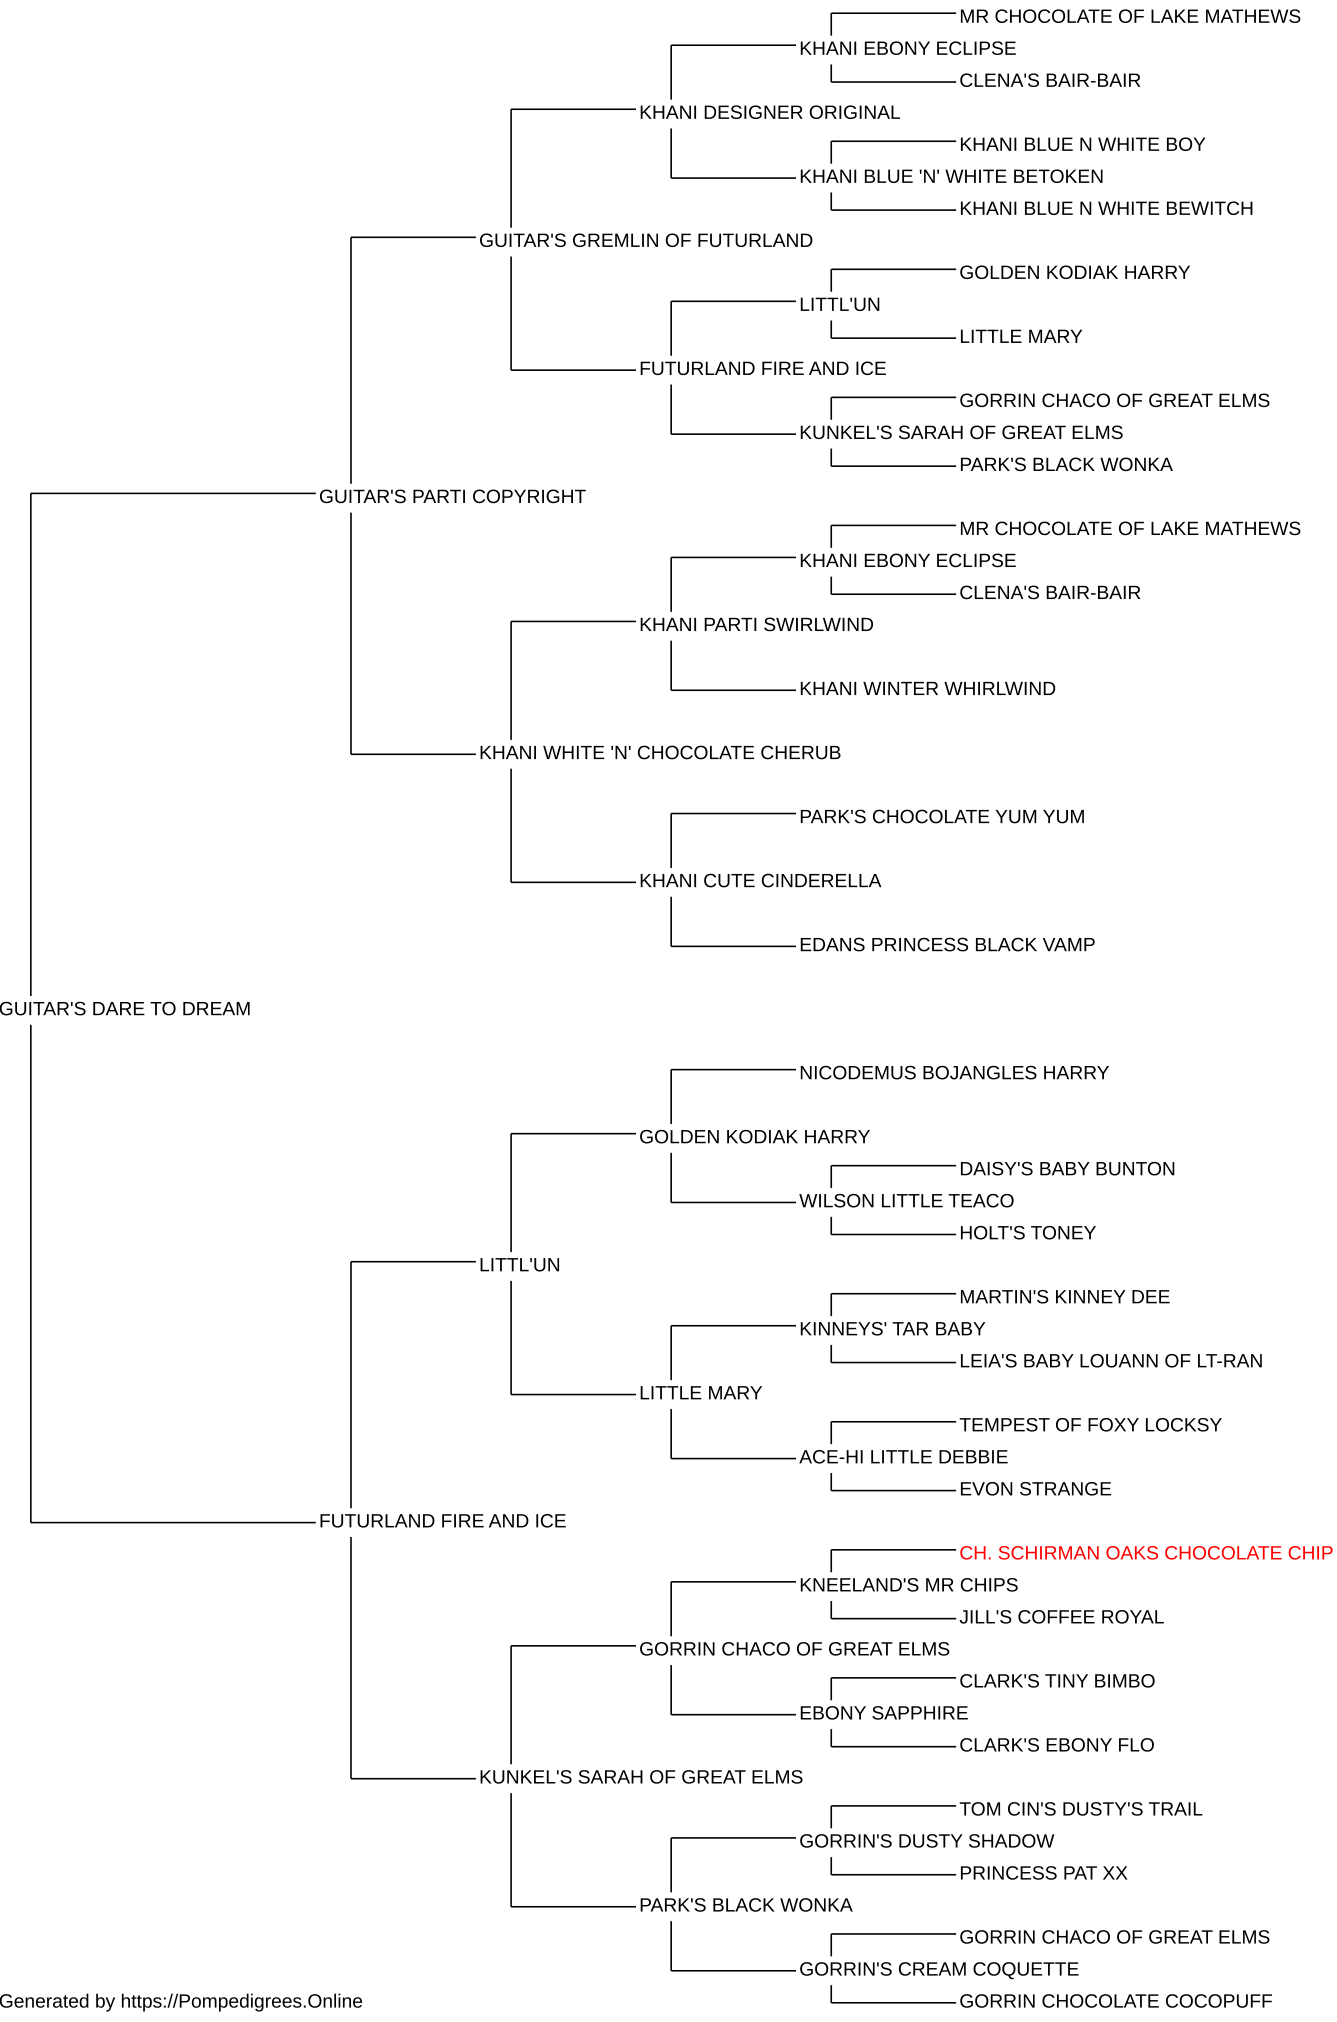 MR CHOCOLATE OF LAKE MATHEWS
KHANI EBONY ECLIPSE
CLENA'S BAIR-BAIR
KHANI DESIGNER ORIGINAL
KHANI BLUE N WHITE BOY
KHANI BLUE 'N' WHITE BETOKEN
KHANI BLUE N WHITE BEWITCH
GUITAR'S GREMLIN OF FUTURLAND
GOLDEN KODIAK HARRY
LITTL'UN
LITTLE MARY
FUTURLAND FIRE AND ICE
GORRIN CHACO OF GREAT ELMS
KUNKEL'S SARAH OF GREAT ELMS
PARK'S BLACK WONKA
GUITAR'S PARTI COPYRIGHT
MR CHOCOLATE OF LAKE MATHEWS
KHANI EBONY ECLIPSE
CLENA'S BAIR-BAIR
KHANI PARTI SWIRLWIND
KHANI WINTER WHIRLWIND
KHANI WHITE 'N' CHOCOLATE CHERUB
PARK'S CHOCOLATE YUM YUM
KHANI CUTE CINDERELLA
EDANS PRINCESS BLACK VAMP
GUITAR'S DARE TO DREAM
NICODEMUS BOJANGLES HARRY
GOLDEN KODIAK HARRY
DAISY'S BABY BUNTON
WILSON LITTLE TEACO
HOLT'S TONEY
LITTL'UN
MARTIN'S KINNEY DEE
KINNEYS' TAR BABY
LEIA'S BABY LOUANN OF LT-RAN
LITTLE MARY
TEMPEST OF FOXY LOCKSY
ACE-HI LITTLE DEBBIE
EVON STRANGE
FUTURLAND FIRE AND ICE
CH. SCHIRMAN OAKS CHOCOLATE CHIP
KNEELAND'S MR CHIPS
JILL'S COFFEE ROYAL
GORRIN CHACO OF GREAT ELMS
CLARK'S TINY BIMBO
EBONY SAPPHIRE
CLARK'S EBONY FLO
KUNKEL'S SARAH OF GREAT ELMS
TOM CIN'S DUSTY'S TRAIL
GORRIN'S DUSTY SHADOW
PRINCESS PAT XX
PARK'S BLACK WONKA
GORRIN CHACO OF GREAT ELMS
GORRIN'S CREAM COQUETTE
GORRIN CHOCOLATE COCOPUFF
Generated by https://Pompedigrees.Online